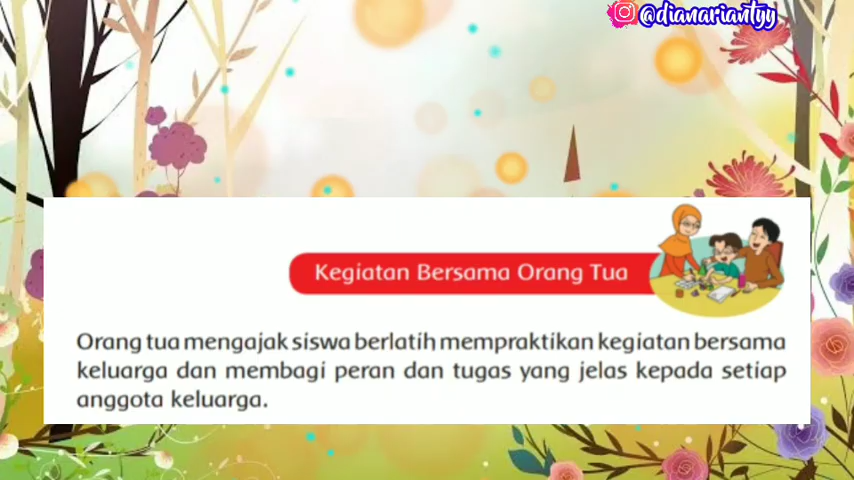 @dianariantyy
Kegiatan Bersama Orang Tua
Orang tua mengajak siswa berlatih mempraktikan kegiatan bersama
keluarga dan membagi peran dan tugas yang jelas kepada setiap
anggota keluarga.